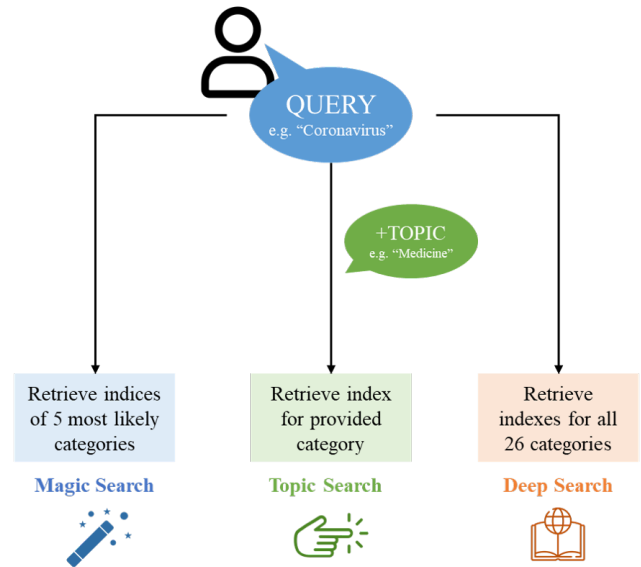 QUERY
e.g. “Coronavirus”
+TOPIC
e.g. “Medicine”
Retrieve indices
of 5 most likely
categories
Magic Search
Retrieve index
for provided
category
Topic Search
Retrieve
indexes for all
26 categories
Deep Search